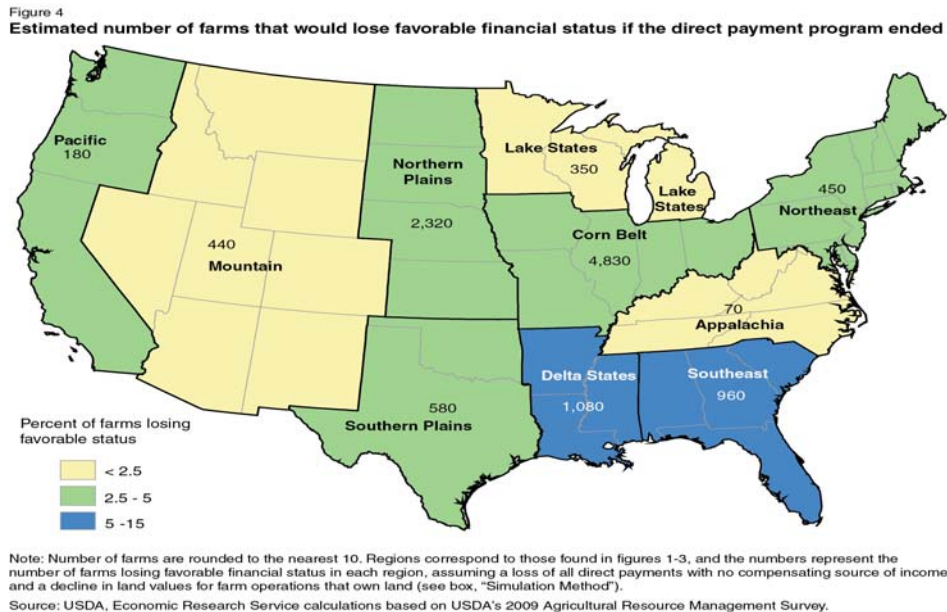 Figure 4
Estimated number of farms that would lose favorable financial status if the direct payment program ended
Pacific
180
Northern
Plains
2,320
Lake States
350
Lake
States
450
Northeast
Corn Belt
4,830
440
Mountain
70
Appalachia
Delta States
1,080
Southeast
960
580
Southern Plains
Percent of farms losing
favorable status
< 2.5
2.5 - 5
5 -15
Note: Number of farms are rounded to the nearest 10. Regions correspond to those found in figures 1-3, and the numbers represent the
number of farms losing favorable financial status in each region, assuming a loss of all direct payments with no compensating source of income
and a decline in land values for farm operations that own land (see box, “Simulation Method”).
Source: USDA, Economic Research Service calculations based on USDA's 2009 Agricultural Resource Management Survey.